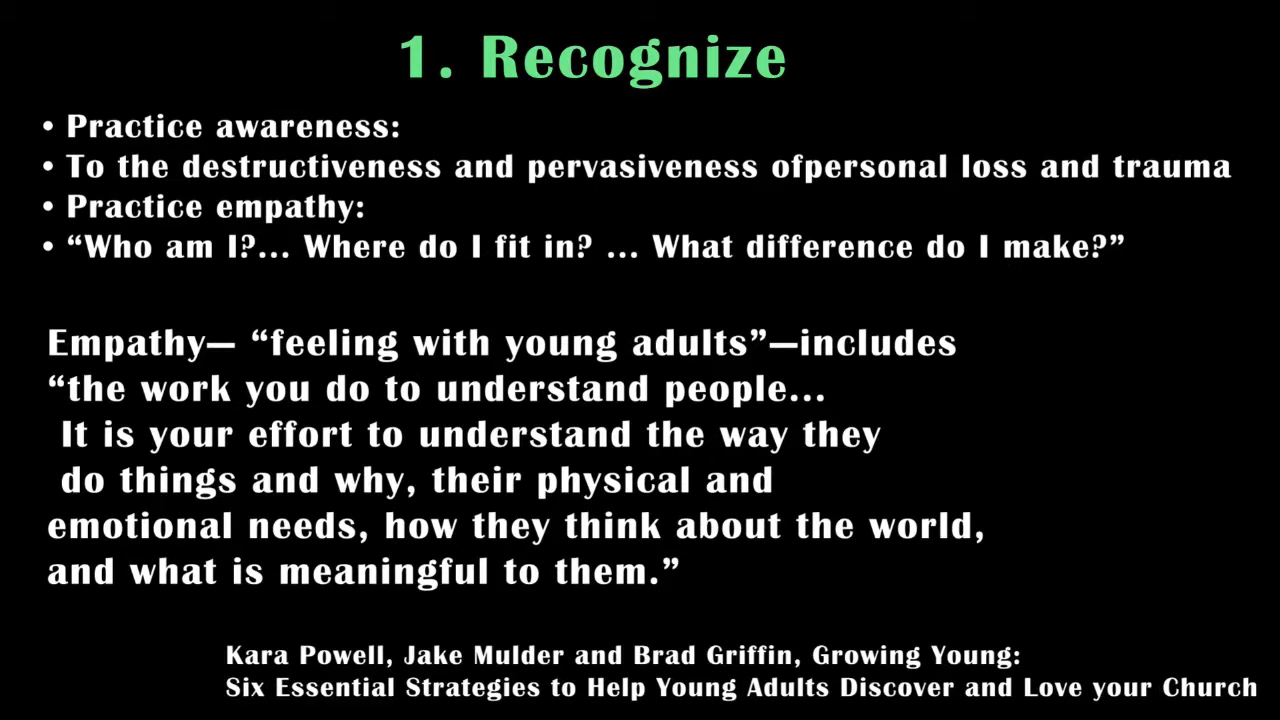 1. Recognize
• Practice awareness:
• To the destructiveness and pervasiveness ofpersonal loss and trauma
• Practice empathy:
• “Who am I?... Where do I fit in? ... What difference do I make?”
Empathy— “feeling with young adults”—includes
“the work you do to understand people...
It is your effort to understand the way they
do things and why, their physical and
emotional needs, how they think about the world,
and what is meaningful to them.”
Kara Powell, Jake Mulder and Brad Griffin, Growing Young:
Six Essential Strategies to Help Young Adults Discover and Love your Church